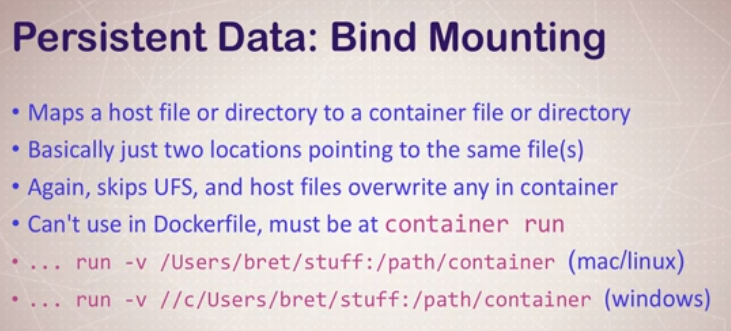 Persistent Data: Bind Mounting
• Maps a host file or directory to a container file or directory
• Basically just two locations pointing to the same file(s)
• Again, skips UFS, and host files overwrite any in container
• Can't use in Dockerfile, must be at container run
• ... run -v /Users/bret/stuff:/path/container (mac/linux)
• ... run -v //c/Users/bret/stuff:/path/container (windows)